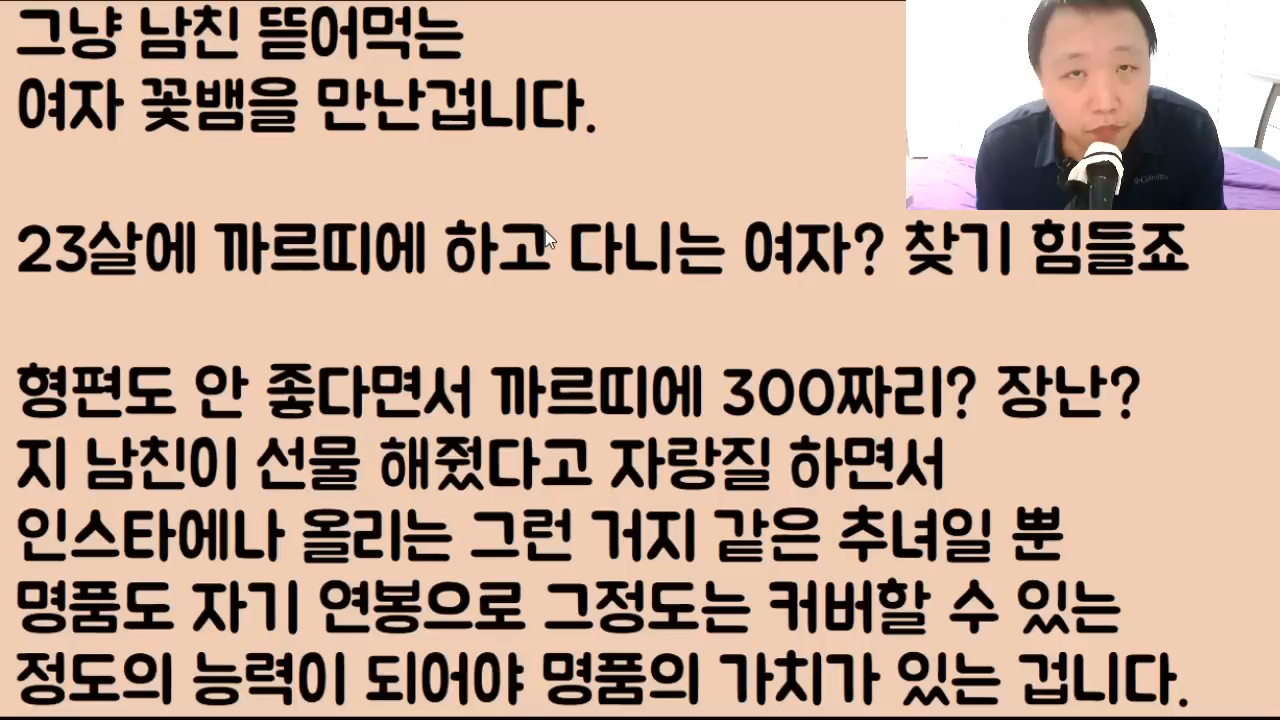 그냥 남친 뜯어먹는
여자 꽃뱀을 만난겁니다.
23살에 까르띠에 하고 다니는 여자? 찾기 힘들죠
형편도 안 좋다면서 까르띠에 300짜리? 장난?
지 남친이 선물 해줬다고 자랑질 하면서
인스타에나 올리는 그런 거지 같은 추녀일 뿐
명품도 자기 연봉으로 그정도는 커버할 수 있는
정도의 능력이 되어야 명품의 가치가 있는 겁니다.
Columbia